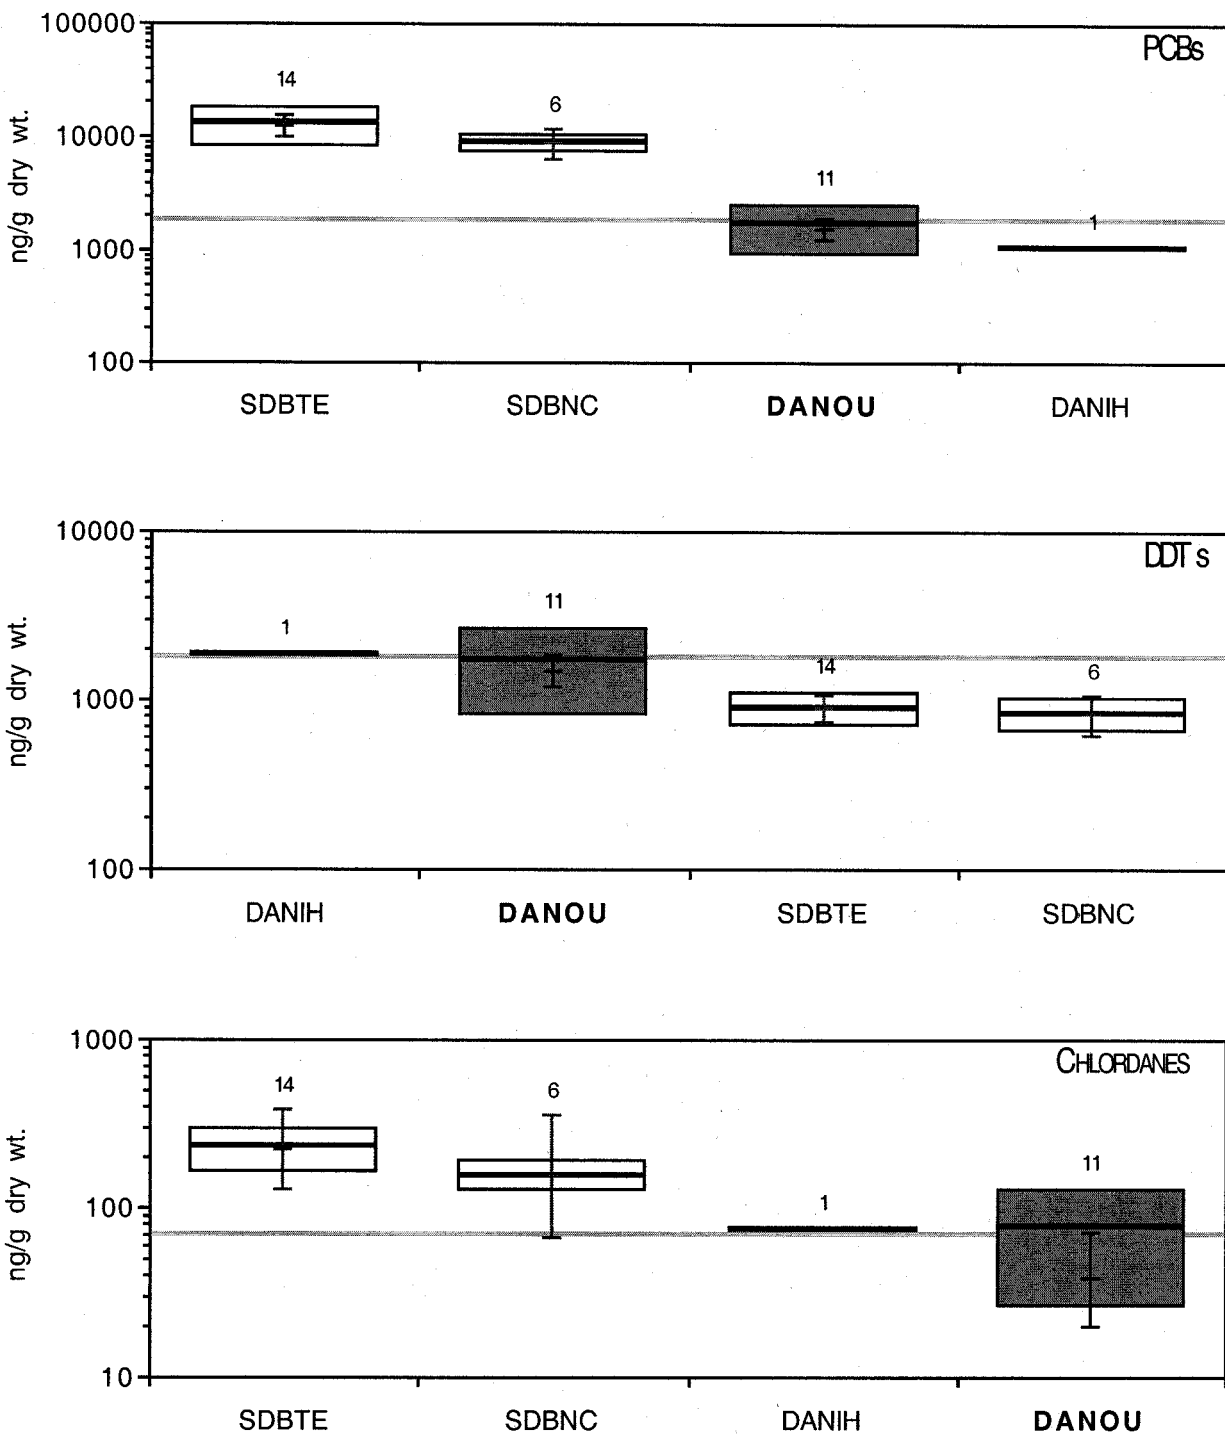 100000
PCBs
14
6
10000
11
1
1000
100
ng/g dry wt.
SDBTE SDBNC DANOU DANIH
10000
DDTs
11
1
14
6
1000
100
ng/g dry wt.
DANIH DANOU SDBTE SDBNC
1000
CHLORDANES
14
6
11
1
100
10
ng/g dry wt.
SDBTE SDBNC DANIH DANOU